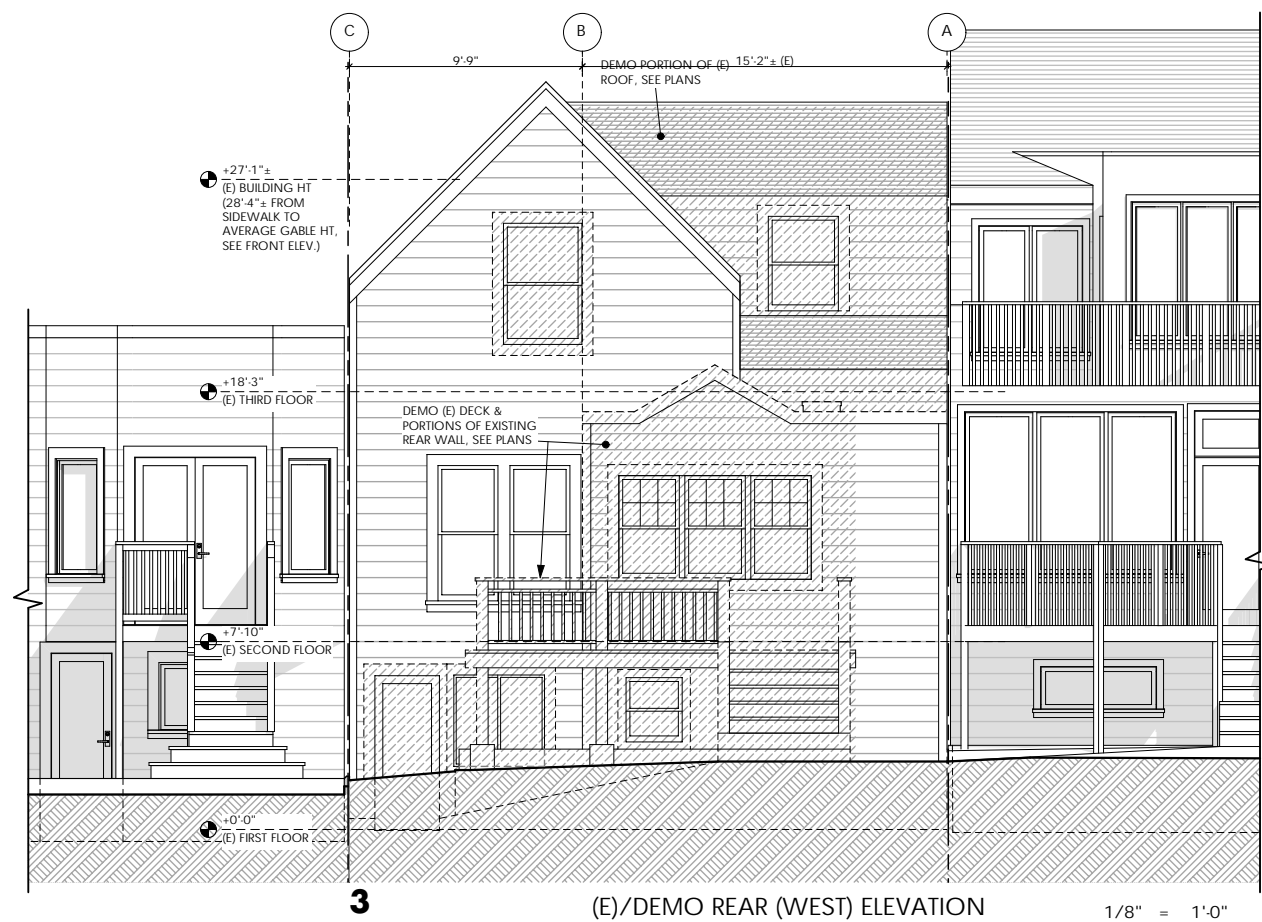 C
B
A
9'-9"
15'-2"± (E)
DEMO PORTION OF (E)
ROOF, SEE PLANS
+27'-1"±
(E) BUILDING HT
(28'-4"± FROM
SIDEWALK TO
AVERAGE GABLE HT,
SEE FRONT ELEV.)
+18'-3"
(E) THIRD FLOOR
DEMO (E) DECK &
PORTIONS OF EXISTING
REAR WALL, SEE PLANS
+7'-10"
(E) SECOND FLOOR
+0'-0"
(E) FIRST FLOOR
3
(E)/DEMO REAR (WEST) ELEVATION
1/8" = 1'-0"